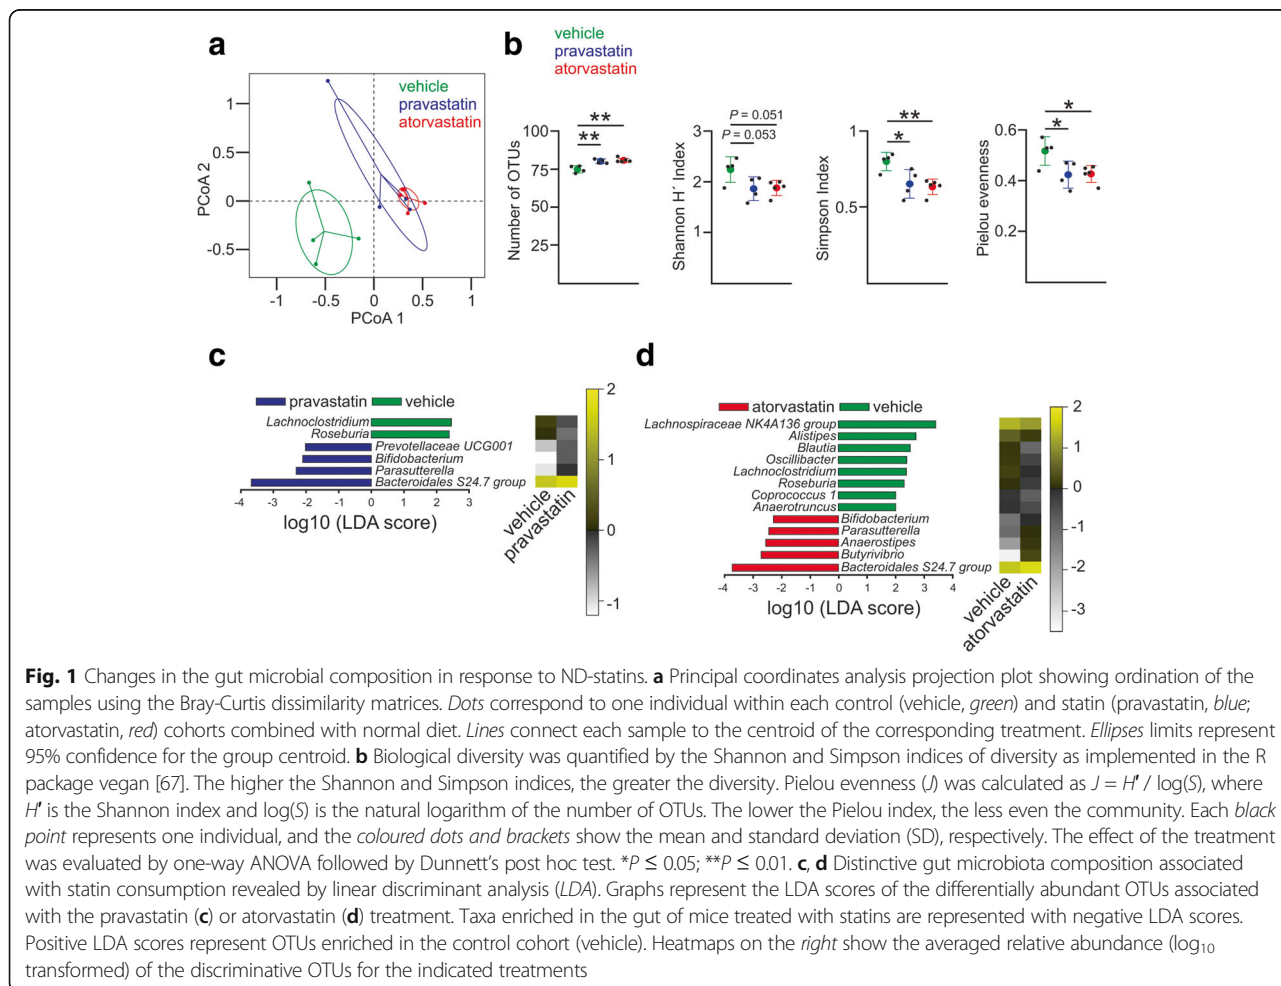 a
vehicle
pravastatin
atorvastatin
PCoA 2
1
0.5
0
-0.5
-1
-0.5
0
0.5
1
PCoA 1
b
vehicle
pravastatin
atorvastatin
Number of OTUs
100
75
50
25
**
**
Shannon H´ Index
3
2
1
P = 0.051
P = 0.053
Simpson Index
1
0.5
**
*
Pielou evenness
0.6
0.4
0.2
*
*
c
pravastatin
vehicle
Lachnoclostridium
Roseburia
Prevotellaceae UCG001
Bifidobacterium
Parasutterella
Bacteroidales S24.7 group
-4 -3 -2 -1 0 1 2 3
log10 (LDA score)
vehicle
pravastatin
2
1
0
-1
d
atorvastatin
vehicle
Lachnospiraceae NK4A136 group
Alistipes
Blautia
Oscillibacter
Lachnoclostridium
Roseburia
Coprococcus 1
Anaerotruncus
Bifidobacterium
Parasutterella
Anaerostipes
Butyrivibrio
Bacteroidales S24.7 group
-4 -3 -2 -1 0 1 2 3 4
log10 (LDA score)
vehicle
atorvastatin
2
1
0
-1
-2
-3
Fig. 1 Changes in the gut microbial composition in response to ND-statins. a Principal coordinates analysis projection plot showing ordination of the
samples using the Bray-Curtis dissimilarity matrices. Dots correspond to one individual within each control (vehicle, green) and statin (pravastatin, blue;
atorvastatin, red) cohorts combined with normal diet. Lines connect each sample to the centroid of the corresponding treatment. Ellipses limits represent
95% confidence for the group centroid. b Biological diversity was quantified by the Shannon and Simpson indices of diversity as implemented in the R
package vegan [67]. The higher the Shannon and Simpson indices, the greater the diversity. Pielou evenness (J) was calculated as J = H′ / log(S), where
H′ is the Shannon index and log(S) is the natural logarithm of the number of OTUs. The lower the Pielou index, the less even the community. Each black
point represents one individual, and the coloured dots and brackets show the mean and standard deviation (SD), respectively. The effect of the treatment
was evaluated by one-way ANOVA followed by Dunnett's post hoc test. *P ≤ 0.05; **P ≤ 0.01. c, d Distinctive gut microbiota composition associated
with statin consumption revealed by linear discriminant analysis (LDA). Graphs represent the LDA scores of the differentially abundant OTUs associated
with the pravastatin (c) or atorvastatin (d) treatment. Taxa enriched in the gut of mice treated with statins are represented with negative LDA scores.
Positive LDA scores represent OTUs enriched in the control cohort (vehicle). Heatmaps on the right show the averaged relative abundance (log10
transformed) of the discriminative OTUs for the indicated treatments